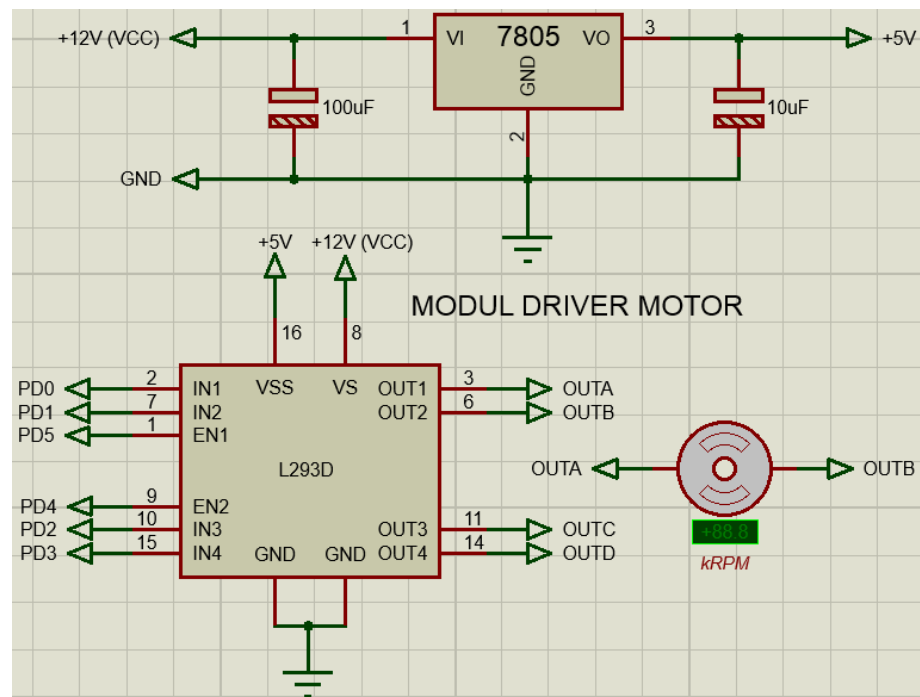 +12V (VCC) 1 VI 7805 VO 3 +5V
GND
100uF
10uF
2
GND
+5V +12V (VCC)
MODUL DRIVER MOTOR
16 8
PD0 2 IN1 VSS VS OUT1 3 OUTA
PD1 7 IN2 OUT2 6 OUTB
PD5 1 EN1
L293D
OUTA OUTB
PD4 9 EN2
PD2 10 IN3 OUT3 11 OUTC
PD3 15 IN4 GND GND OUT4 14 OUTD
+88.8
kRPM